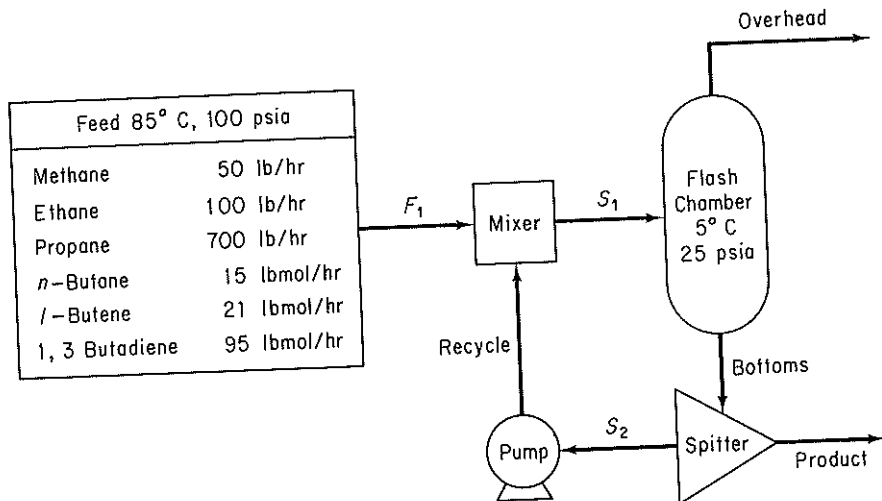 Feed 85° C, 100 psia
Methane 50 lb/hr
Ethane 100 lb/hr
Propane 700 lb/hr
n-Butane 15 lbmol/hr
l-Butene 21 lbmol/hr
1, 3 Butadiene 95 lbmol/hr
F1
Mixer
S1
Overhead
Flash
Chamber
5° C
25 psia
Recycle
Bottoms
Pump
S2
Spitter
Product